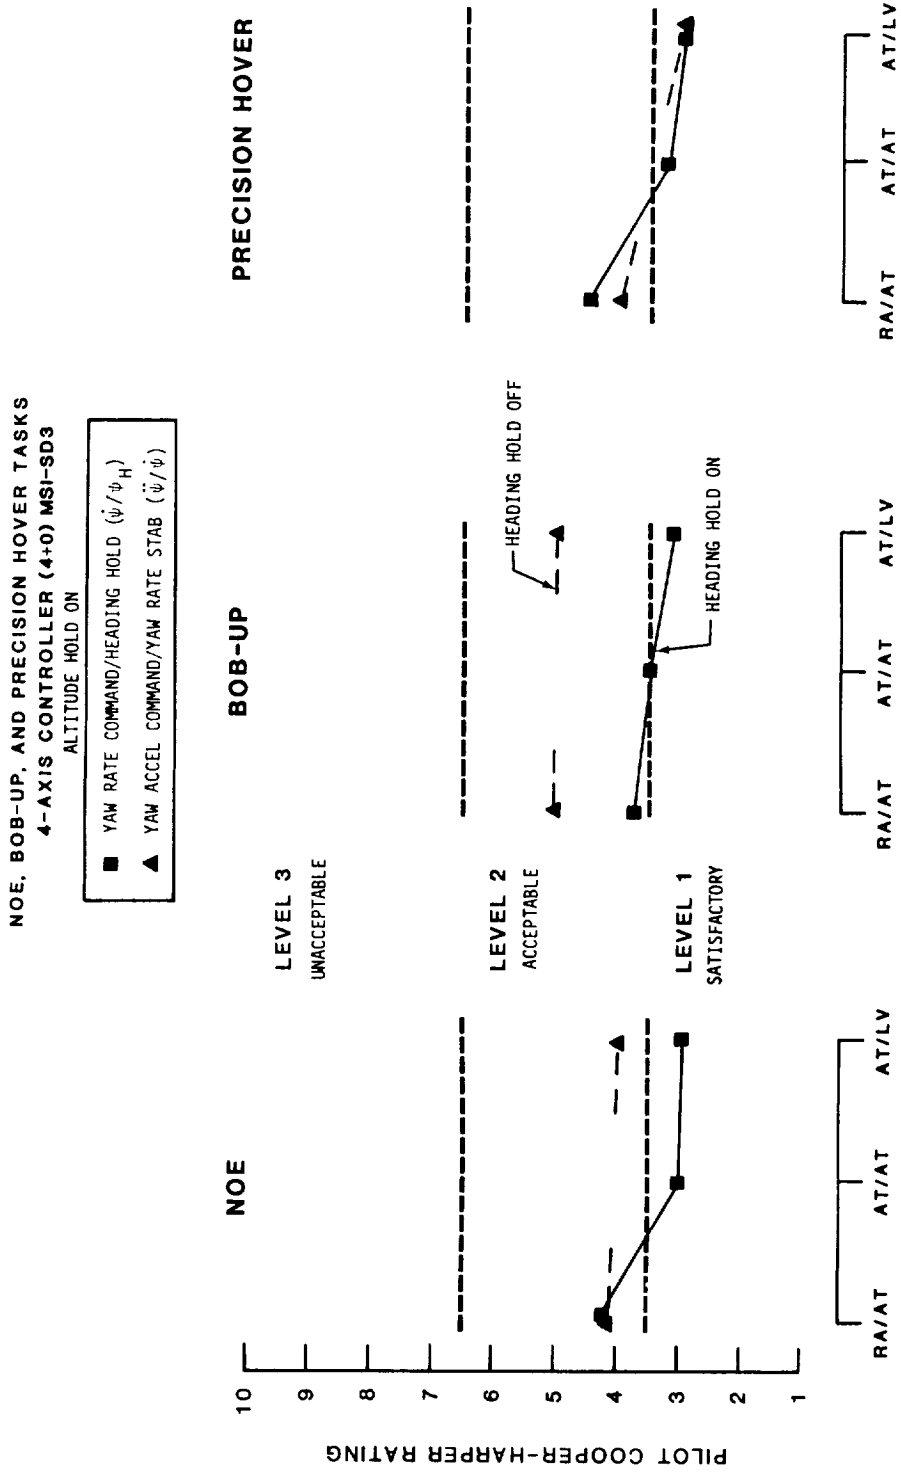 NOE, BOB-UP, AND PRECISION HOVER TASKS
4-AXIS CONTROLLER (4+0) MSI-SD3
ALTITUDE HOLD ON
YAW RATE COMMAND/HEADING HOLD (ψ̇/ψH)
YAW ACCEL COMMAND/YAW RATE STAB (ψ̈/ψ̇)
NOE
BOB-UP
PRECISION HOVER
LEVEL 3
UNACCEPTABLE
LEVEL 2
ACCEPTABLE
LEVEL 1
SATISFACTORY
HEADING HOLD OFF
HEADING HOLD ON
PILOT COOPER-HARPER RATING
10
9
8
7
6
5
4
3
2
1
RA/AT AT/AT AT/LV
RA/AT AT/AT AT/LV
RA/AT AT/AT AT/LV